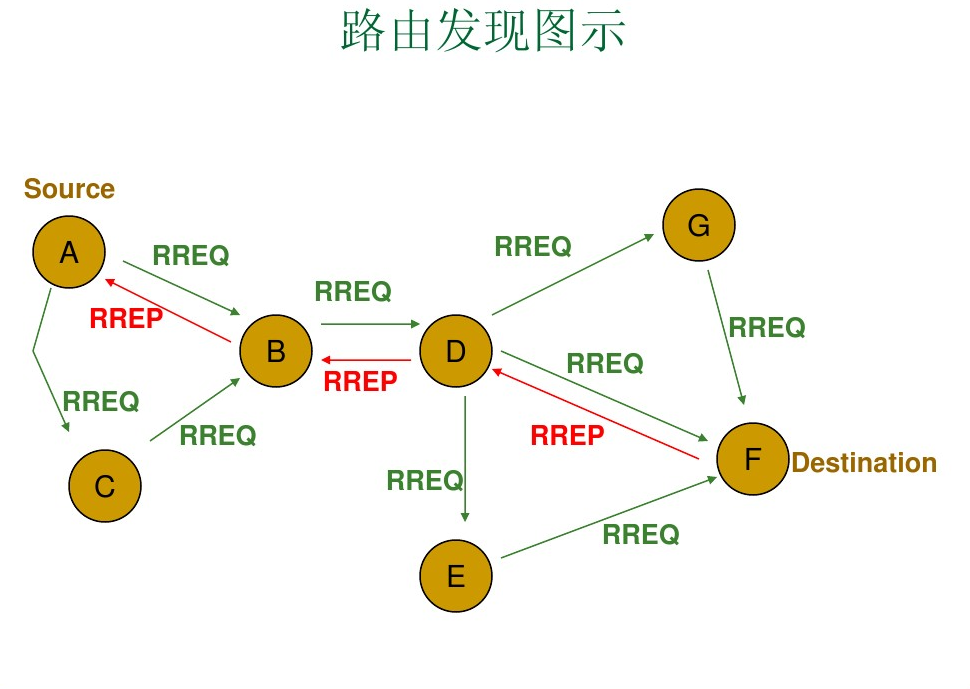 路由发现图示
Source
A
RREQ
RREP
RREQ
B
RREQ
RREP
D
RREQ
G
RREQ
RREQ
RREP
F
Destination
RREQ
C
RREQ
RREQ
E
RREQ